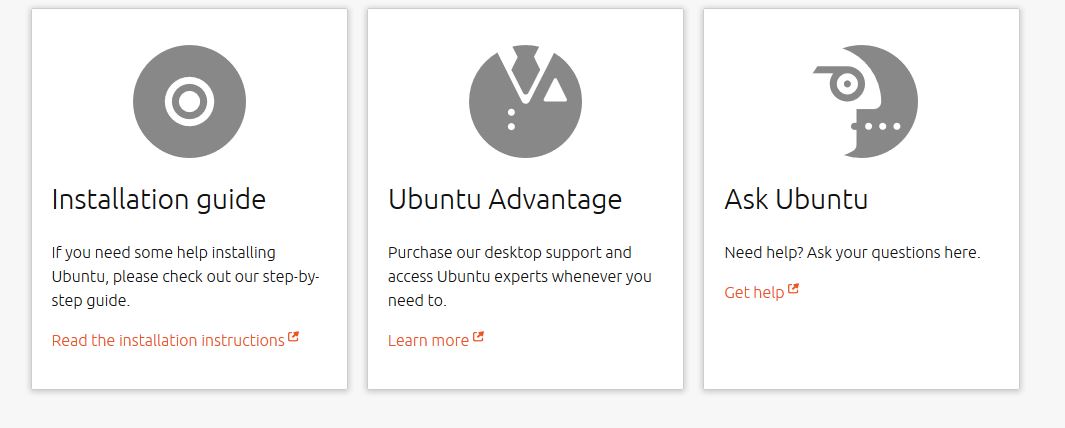 Installation guide
If you need some help installing
Ubuntu, please check out our step-by-
step guide.
Read the installation instructions
Ubuntu Advantage
Purchase our desktop support and
access Ubuntu experts whenever you
need to.
Learn more
Ask Ubuntu
Need help? Ask your questions here.
Get help